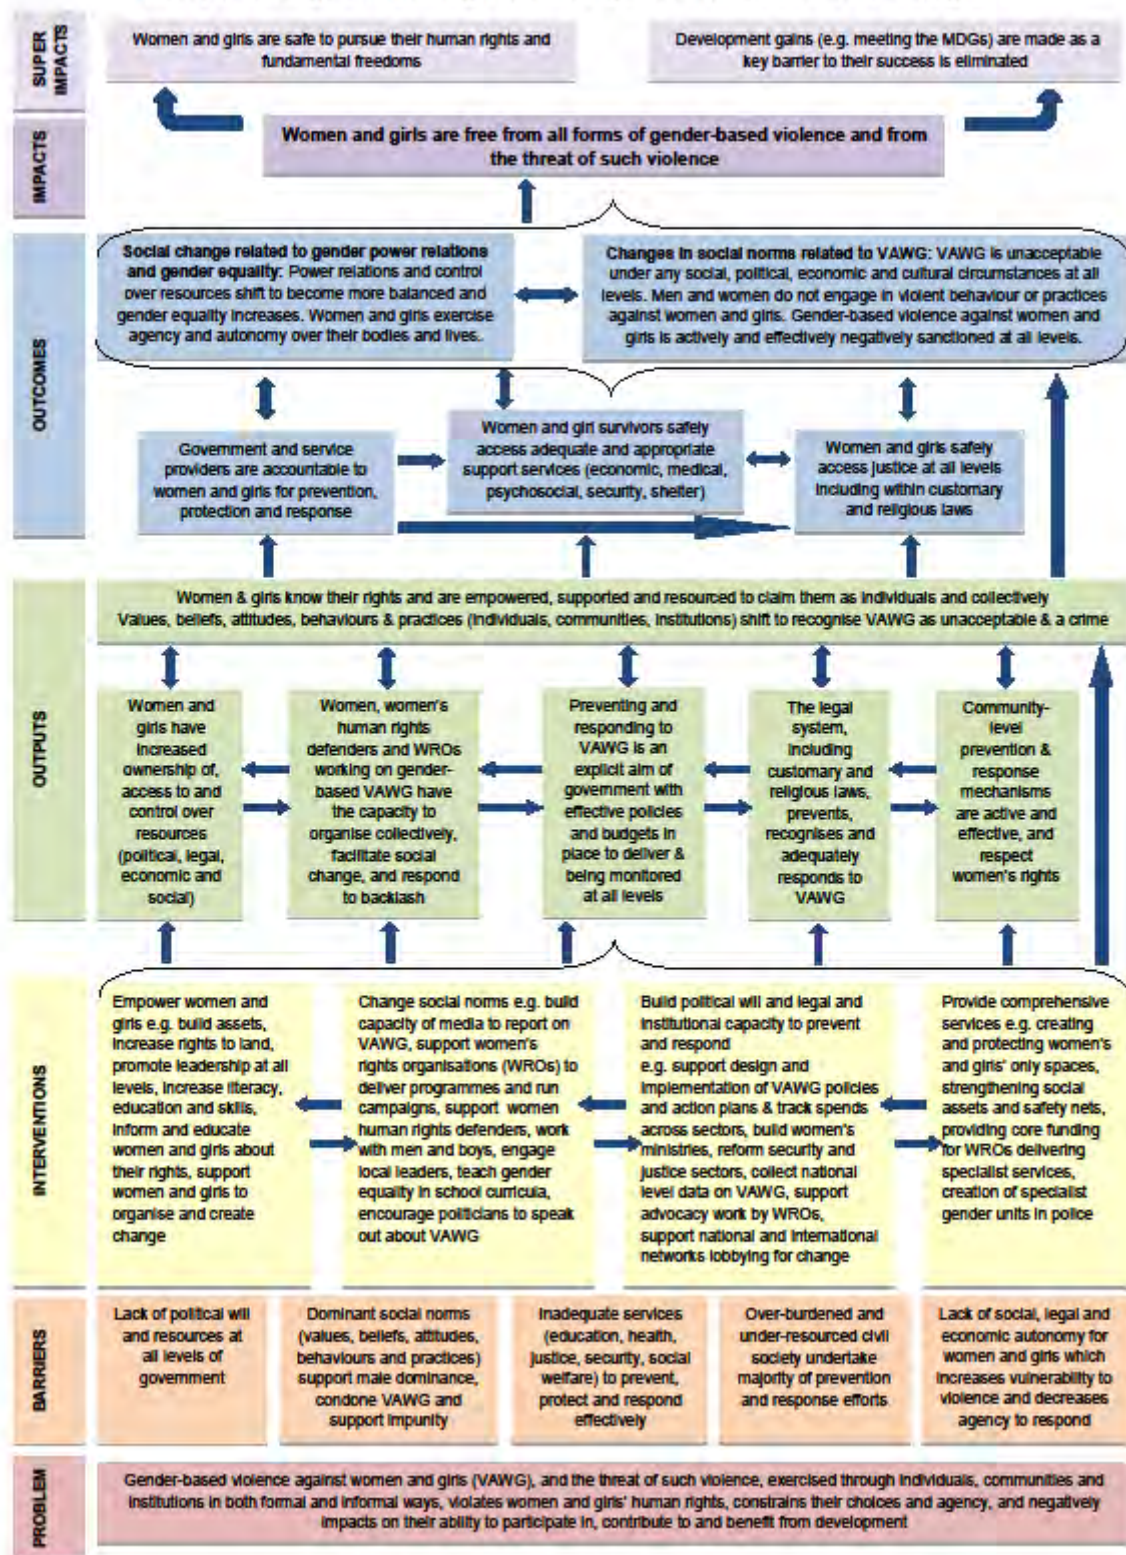 SUPER
IMPACTS
Women and girls are safe to pursue their human rights and
fundamental freedoms
Development gains (e.g. meeting the MDGs) are made as a
key barrier to their success is eliminated
IMPACTS
Women and girls are free from all forms of gender-based violence and from
the threat of such violence
OUTCOMES
Social change related to gender power relations
and gender equality: Power relations and control
over resources shift to become more balanced and
gender equality increases. Women and girls exercise
agency and autonomy over their bodies and lives.
Changes in social norms related to VAWG: VAWG is unacceptable
under any social, political, economic and cultural circumstances at all
levels. Men and women do not engage in violent behaviour or practices
against women and girls. Gender-based violence against women and
girls is actively and effectively negatively sanctioned at all levels.
Government and service
providers are accountable to
women and girls for prevention,
protection and response
Women and girl survivors safely
access adequate and appropriate
support services (economic, medical,
psychosocial, security, shelter)
Women and girls safely
access justice at all levels
including within customary
and religious laws
OUTPUTS
Women & girls know their rights and are empowered, supported and resourced to claim them as individuals and collectively
Values, beliefs, attitudes, behaviours & practices (individuals, communities, institutions) shift to recognise VAWG as unacceptable & a crime
Women and
girls have
increased
ownership of,
access to and
control over
resources
(political, legal,
economic and
social)
Women, women's
human rights
defenders and WROs
working on gender-
based VAWG have
the capacity to
organise collectively,
facilitate social
change, and respond
to backlash
Preventing and
responding to
VAWG is an
explicit aim of
government with
effective policies
and budgets in
place to deliver &
being monitored
at all levels
The legal
system,
including
customary and
religious laws,
prevents,
recognises and
adequately
responds to
VAWG
Community-
level
prevention &
response
mechanisms
are active and
effective, and
respect
women's rights
INTERVENTIONS
Empower women and
girls e.g. build assets,
increase rights to land,
promote leadership at all
levels, increase literacy,
education and skills,
inform and educate
women and girls about
their rights, support
women and girls to
organise and create
change
Change social norms e.g. build
capacity of media to report on
VAWG, support women's
rights organisations (WROs) to
deliver programmes and run
campaigns, support women
human rights defenders, work
with men and boys, engage
local leaders, teach gender
equality in school curricula,
encourage politicians to speak
out about VAWG
Build political will and legal and
institutional capacity to prevent
and respond
e.g. support design and
implementation of VAWG policies
and action plans & track spends
across sectors, build women's
ministries, reform security and
justice sectors, collect national
level data on VAWG, support
advocacy work by WROs,
support national and international
networks lobbying for change
Provide comprehensive
services e.g. creating
and protecting women's
and girls' only spaces,
strengthening social
assets and safety nets,
providing core funding
for WROs delivering
specialist services,
creation of specialist
gender units in police
BARRIERS
Lack of political will
and resources at
all levels of
government
Dominant social norms
(values, beliefs, attitudes,
behaviours and practices)
support male dominance,
condone VAWG and
support impunity
Inadequate services
(education, health,
justice, security, social
welfare) to prevent,
protect and respond
effectively
Over-burdened and
under-resourced civil
society undertake
majority of prevention
and response efforts
Lack of social, legal and
economic autonomy for
women and girls which
increases vulnerability to
violence and decreases
agency to respond
PROBLEM
Gender-based violence against women and girls (VAWG), and the threat of such violence, exercised through individuals, communities and
institutions in both formal and informal ways, violates women and girls' human rights, constrains their choices and agency, and negatively
impacts on their ability to participate in, contribute to and benefit from development